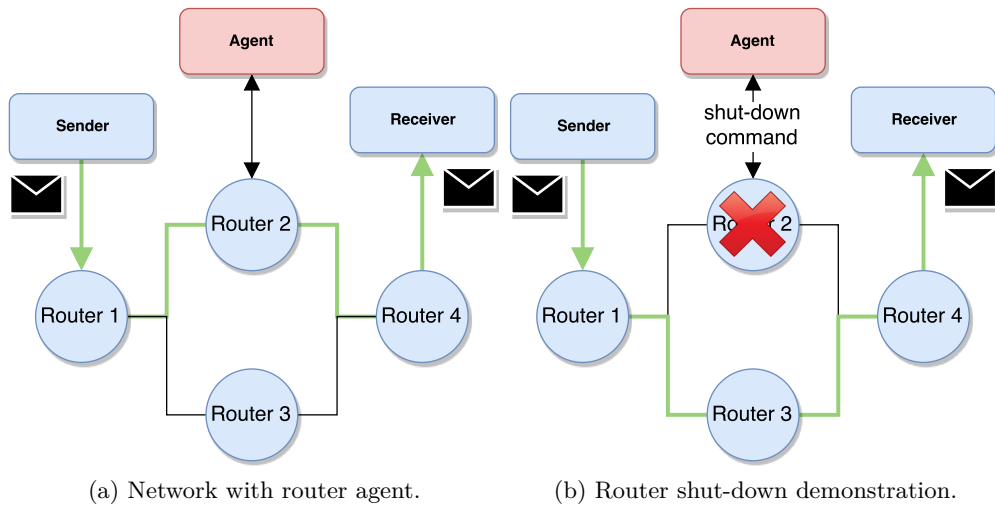 Agent
Sender
Receiver
Router 2
Router 1
Router 4
Router 3
(a) Network with router agent.
Agent
shut-down
command
Sender
Receiver
Router 2
Router 1
Router 4
Router 3
(b) Router shut-down demonstration.